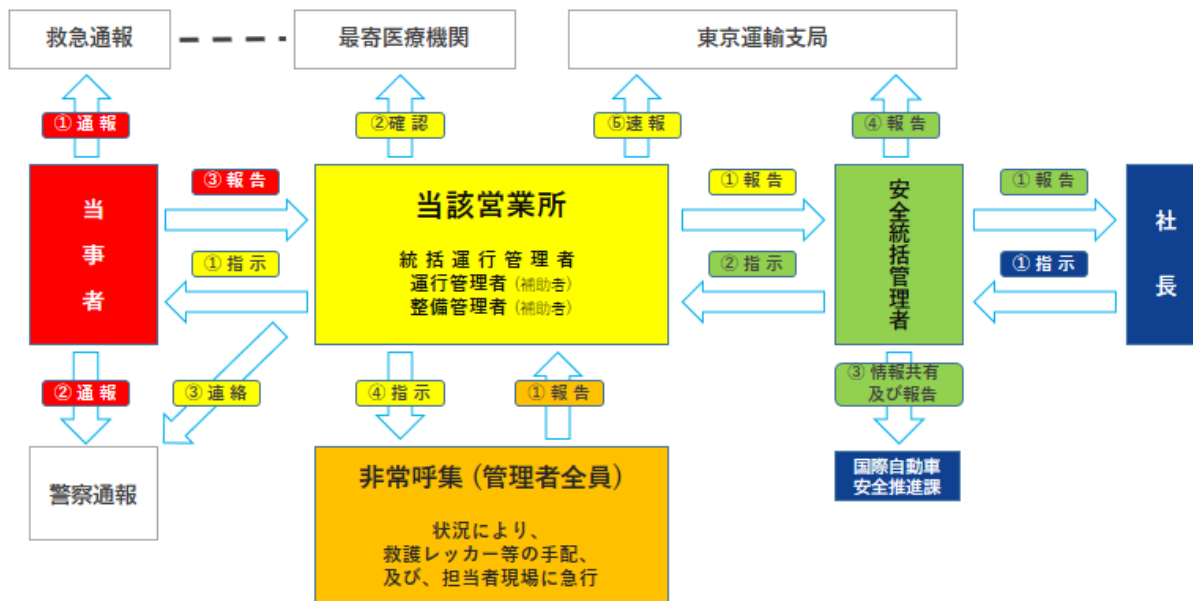 救急通報
最寄医療機関
東京運輸支局
①通報
②確認
⑤速報
④報告
当事者
③報告
①指示
当該営業所
統括運行管理者
運行管理者(補助者)
整備管理者(補助者)
①報告
②指示
安全統括管理者
①報告
①指示
社長
②通報
③連絡
④指示
①報告
③情報共有
及び報告
警察通報
非常呼集(管理者全員)
状況により、
救護レッカー等の手配、
及び、担当者現場に急行
国際自動車
安全推進課